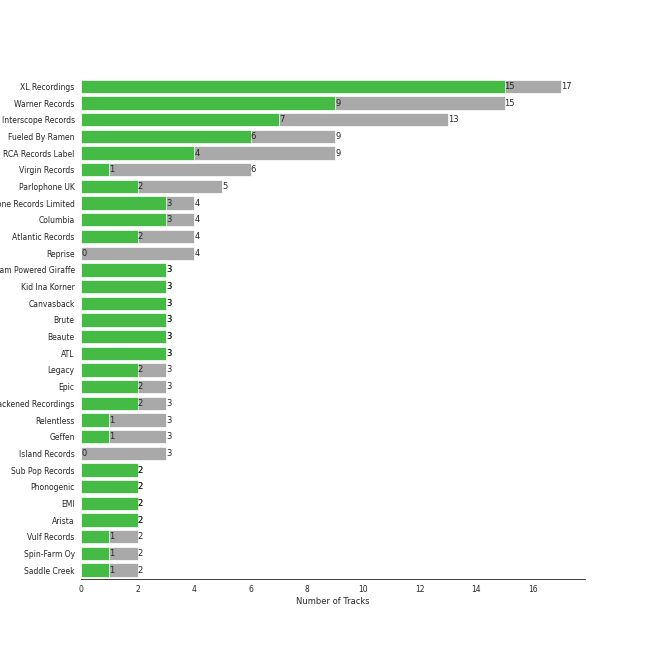 XL Recordings 15 17
Warner Records 9 15
Interscope Records 7 13
Fueled By Ramen 6 9
RCA Records Label 4 9
Virgin Records 1 6
Parlophone UK 2 5
one Records Limited 3 4
Columbia 3 4
Atlantic Records 2 4
Reprise 0 4
am Powered Giraffe 3
Kid Ina Korner 3
Canvasback 3
Brute 3
Beaute 3
ATL 3
Legacy 2 3
Epic 2 3
ackened Recordings 2 3
Relentless 1 3
Geffen 1 3
Island Records 0 3
Sub Pop Records 2
Phonogenic 2
EMI 2
Arista 2
Vulf Records 1 2
Spin-Farm Oy 1 2
Saddle Creek 1 2
0 2 4 6 8 10 12 14 16
Number of Tracks